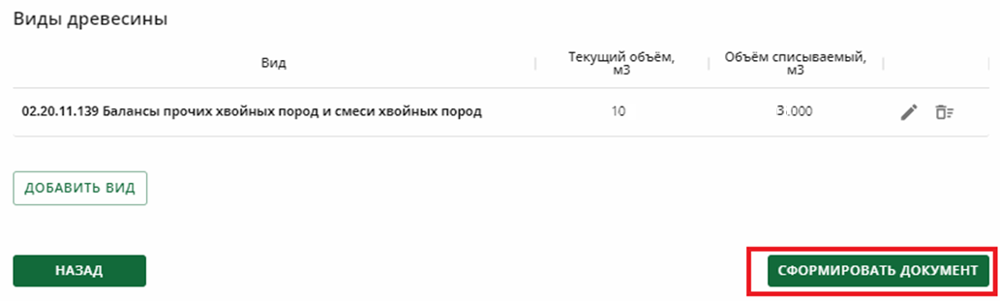 Виды древесины
Вид
Текущий объём,
м3
Объём списываемый,
м3
02.20.11.139 Балансы прочих хвойных пород и смеси хвойных пород 10 3.000
ДОБАВИТЬ ВИД
НАЗАД СФОРМИРОВАТЬ ДОКУМЕНТ